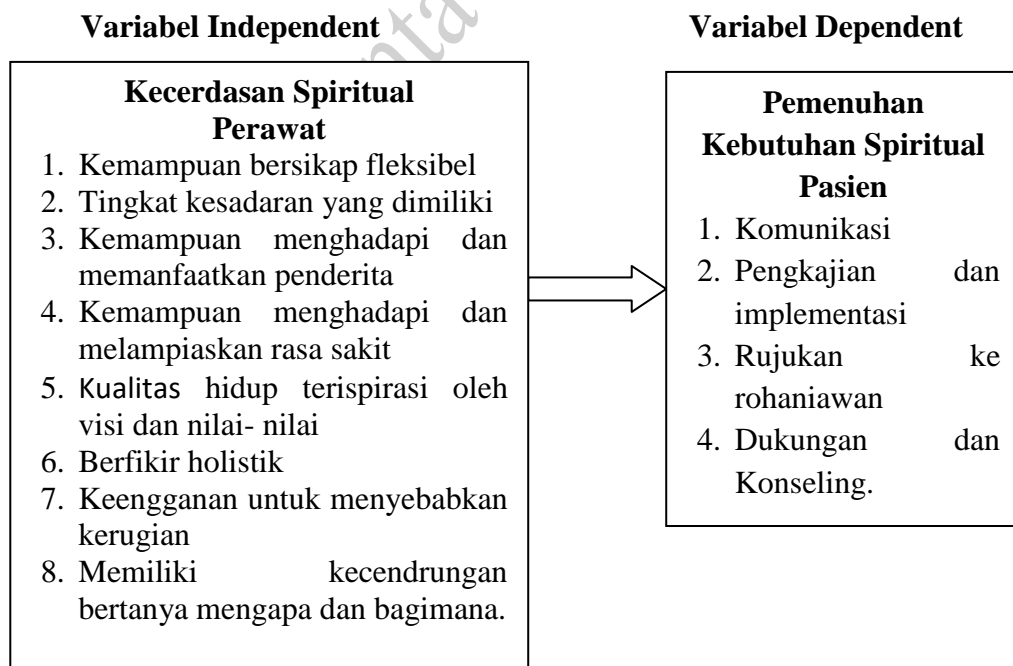 Variabel Independent
Kecerdasan Spiritual
Perawat
1. Kemampuan bersikap fleksibel
2. Tingkat kesadaran yang dimiliki
3. Kemampuan menghadapi dan
memanfaatkan penderita
4. Kemampuan menghadapi dan
melampiaskan rasa sakit
5. Kualitas hidup terispirasi oleh
visi dan nilai- nilai
6. Berfikir holistik
7. Keengganan untuk menyebabkan
kerugian
8. Memiliki kecendrungan
bertanya mengapa dan bagimana.
Variabel Dependent
Pemenuhan
Kebutuhan Spiritual
Pasien
1. Komunikasi
2. Pengkajian dan
implementasi
3. Rujukan ke
rohaniawan
4. Dukungan dan
Konseling.